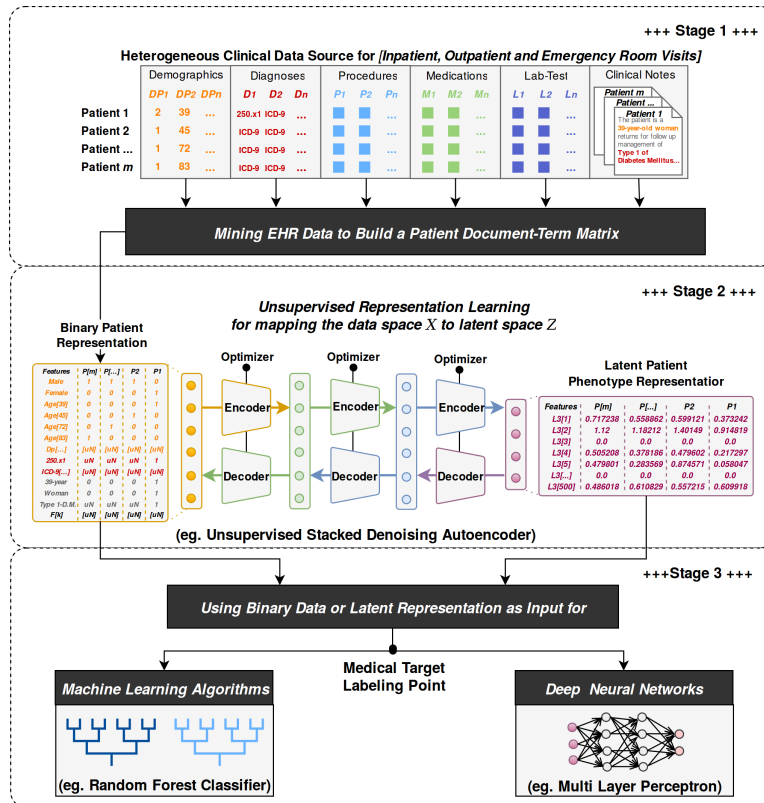 +++ Stage 1 +++
Heterogeneous Clinical Data Source for [Inpatient, Outpatient and Emergency Room Visits]
Demographics Diagnoses Procedures Medications Lab-Test Clinical Notes
DP1 DP2 DPn D1 D2 Dn P1 P2 Pn M1 M2 Mn L1 L2 Ln
Patient m
Patient ...
Patient 1
The patient is a
39-year-old woman
returns for follow up
management of
Type 1 of
Diabetes Mellitus...
Patient 1 2 39 ... 250.x1 ICD-9 ... ... ... ...
Patient 2 1 45 ... ICD-9 ICD-9 ... ... ... ...
Patient ... 1 72 ... ICD-9 ICD-9 ... ... ... ...
Patient m 1 83 ... ICD-9 ICD-9 ... ... ... ...
Mining EHR Data to Build a Patient Document-Term Matrix
+++ Stage 2 +++
Unsupervised Representation Learning
for mapping the data space X to latent space Z
Binary Patient
Representation
Features P[m] P[...] P2 P1
Male 1 1 1 0
Female 0 0 0 1
Age[39] 0 0 0 1
Age[45] 0 0 1 0
Age[72] 0 1 0 0
Age[83] 1 0 0 0
Dp[...] [uN] [uN] [uN] [uN]
250.x1 uN uN uN 1
ICD-9[...] [uN] [uN] [uN] [uN]
39-year 0 0 0 1
Woman 0 0 0 1
Type 1-D.M. uN uN uN 1
F[k] [uN] [uN] [uN] [uN]
Optimizer Optimizer Optimizer
Encoder Encoder Encoder
Decoder Decoder Decoder
(eg. Unsupervised Stacked Denoising Autoencoder)
Latent Patient
Phenotype Representatior
Features P[m] P[...] P2 P1
L3[1] 0.717238 0.558862 0.599121 0.373242
L3[2] 1.12 1.18212 1.40149 0.914819
L3[3] 0.0 0.0 0.0 0.0
L3[4] 0.505208 0.378186 0.479602 0.217297
L3[5] 0.479801 0.283569 0.874571 0.058047
L3[...] 0.0 0.0 0.0 0.0
L3[500] 0.486018 0.610829 0.557215 0.609918
+++Stage 3 +++
Using Binary Data or Latent Representation as Input for
Medical Target
Labeling Point
Machine Learning Algorithms
(eg. Random Forest Classifier)
Deep Neural Networks
(eg. Multi Layer Perceptron)